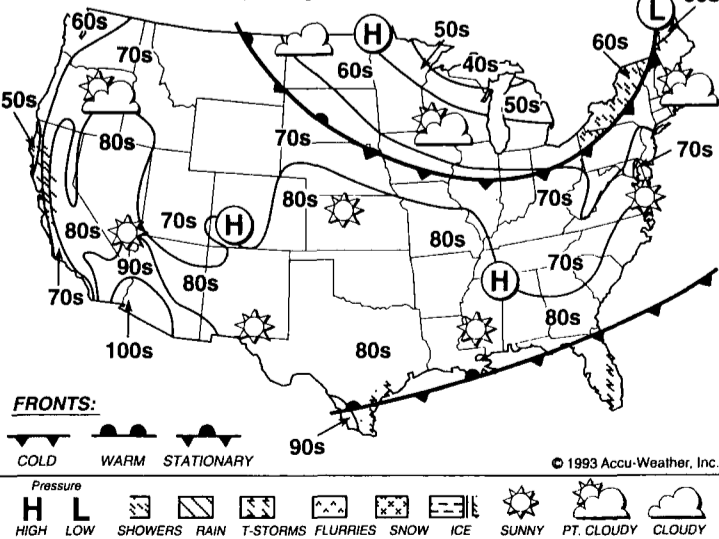 60s
70s
H
50s
60s
40s
50s
60s
L
50s
80s
70s
70s
70s
80s
70s
H
80s
80s
90s
80s
70s
H
70s
80s
80s
100s
80s
90s
FRONTS:
COLD WARM STATIONARY
© 1993 Accu-Weather, Inc.
Pressure
H L
HIGH LOW SHOWERS RAIN T-STORMS FLURRIES SNOW ICE SUNNY PT. CLOUDY CLOUDY